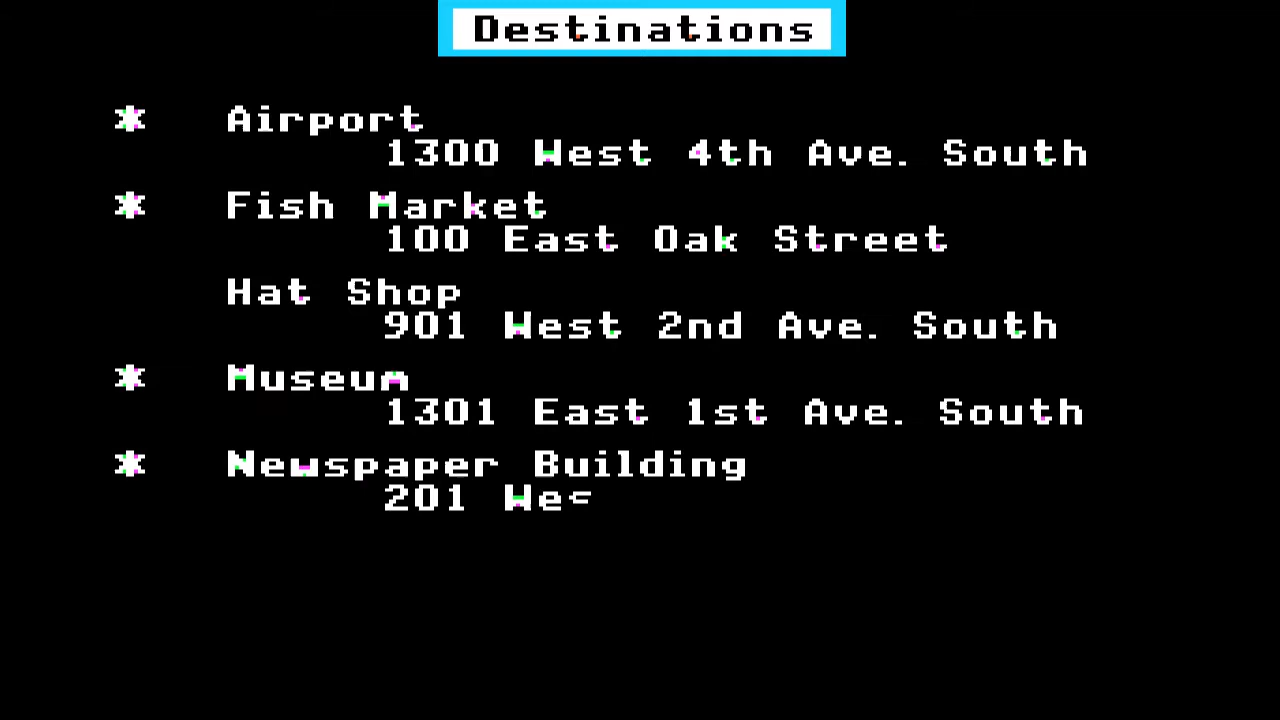 Destinations
* Airport
1300 West 4th Ave. South
* Fish Market
100 East Oak Street
Hat Shop
901 West 2nd Ave. South
* Museum
1301 East 1st Ave. South
* Newspaper Building
201